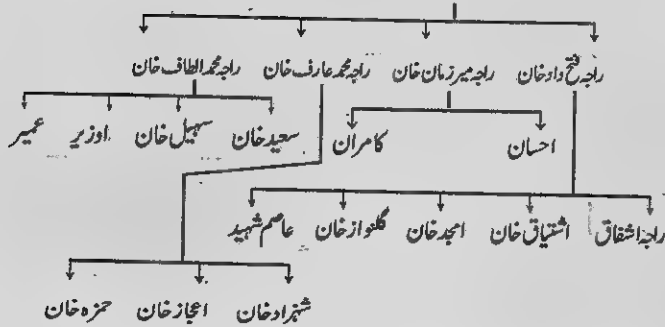 راجہ فتح داد خان راجہ میر زمان خان راجہ محمد عارف خان راجہ محمد الطاف خان
احسان کامران سعید خان سہیل خان اوزیر عمیر
راجہ اشفاق اشتیاق خان امجد خان گلنواز خان عاصم شہید
شہزاد خان اعجاز خان حمزہ خان